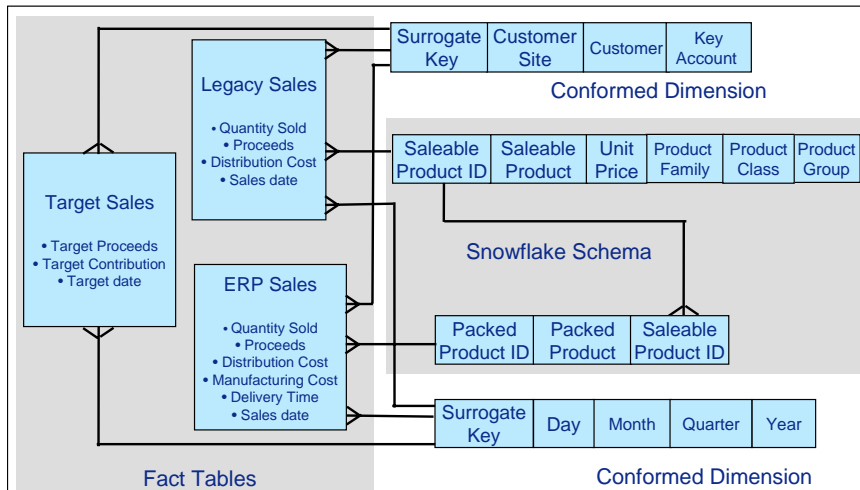 Legacy Sales
• Quantity Sold
• Proceeds
• Distribution Cost
• Sales date
Target Sales
• Target Proceeds
• Target Contribution
• Target date
ERP Sales
• Quantity Sold
• Proceeds
• Distribution Cost
• Manufacturing Cost
• Delivery Time
• Sales date
Fact Tables
Surrogate
Key
Customer
Site
Customer
Key
Account
Conformed Dimension
Saleable
Product ID
Saleable
Product
Unit
Price
Product
Family
Product
Class
Product
Group
Snowflake Schema
Packed
Product ID
Packed
Product
Saleable
Product ID
Surrogate
Key
Day
Month
Quarter
Year
Conformed Dimension